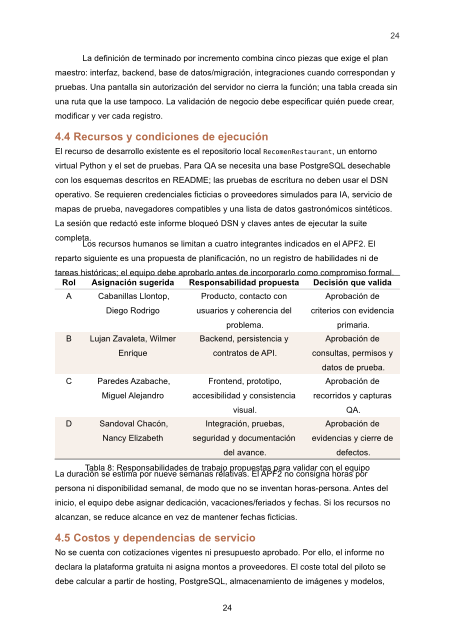 24
La definición de terminado por incremento combina cinco piezas que exige el plan
maestro: interfaz, backend, base de datos/migración, integraciones cuando correspondan y
pruebas. Una pantalla sin autorización del servidor no cierra la función; una tabla creada sin
una ruta que la use tampoco. La validación de negocio debe especificar quién puede crear,
modificar y ver cada registro.
4.4 Recursos y condiciones de ejecución
El recurso de desarrollo existente es el repositorio local RecomenRestaurant, un entorno
virtual Python y el set de pruebas. Para QA se necesita una base PostgreSQL desechable
con los esquemas descritos en README; las pruebas de escritura no deben usar el DSN
operativo. Se requieren credenciales ficticias o proveedores simulados para IA, servicio de
mapas de prueba, navegadores compatibles y una lista de datos gastronómicos sintéticos.
La sesión que redactó este informe bloqueó DSN y claves antes de ejecutar la suite
completa.
Los recursos humanos se limitan a cuatro integrantes indicados en el APF2. El
reparto siguiente es una propuesta de planificación, no un registro de habilidades ni de
tareas históricas; el equipo debe aprobarlo antes de incorporarlo como compromiso formal.
Rol Asignación sugerida Responsabilidad propuesta Decisión que valida
A Cabanillas Llontop, Producto, contacto con Aprobación de
Diego Rodrigo usuarios y coherencia del criterios con evidencia
problema. primaria.
B Lujan Zavaleta, Wilmer Backend, persistencia y Aprobación de
Enrique contratos de API. consultas, permisos y
datos de prueba.
C Paredes Azabache, Frontend, prototipo, Aprobación de
Miguel Alejandro accesibilidad y consistencia recorridos y capturas
visual. QA.
D Sandoval Chacón, Integración, pruebas, Aprobación de
Nancy Elizabeth seguridad y documentación evidencias y cierre de
del avance. defectos.
Tabla 8: Responsabilidades de trabajo propuestas para validar con el equipo
La duración se estima por nueve semanas relativas. El APF2 no consigna horas por
persona ni disponibilidad semanal, de modo que no se inventan horas-persona. Antes del
inicio, el equipo debe asignar dedicación, vacaciones/feriados y fechas. Si los recursos no
alcanzan, se reduce alcance en vez de mantener fechas ficticias.
4.5 Costos y dependencias de servicio
No se cuenta con cotizaciones vigentes ni presupuesto aprobado. Por ello, el informe no
declara la plataforma gratuita ni asigna montos a proveedores. El coste total del piloto se
debe calcular a partir de hosting, PostgreSQL, almacenamiento de imágenes y modelos,
24